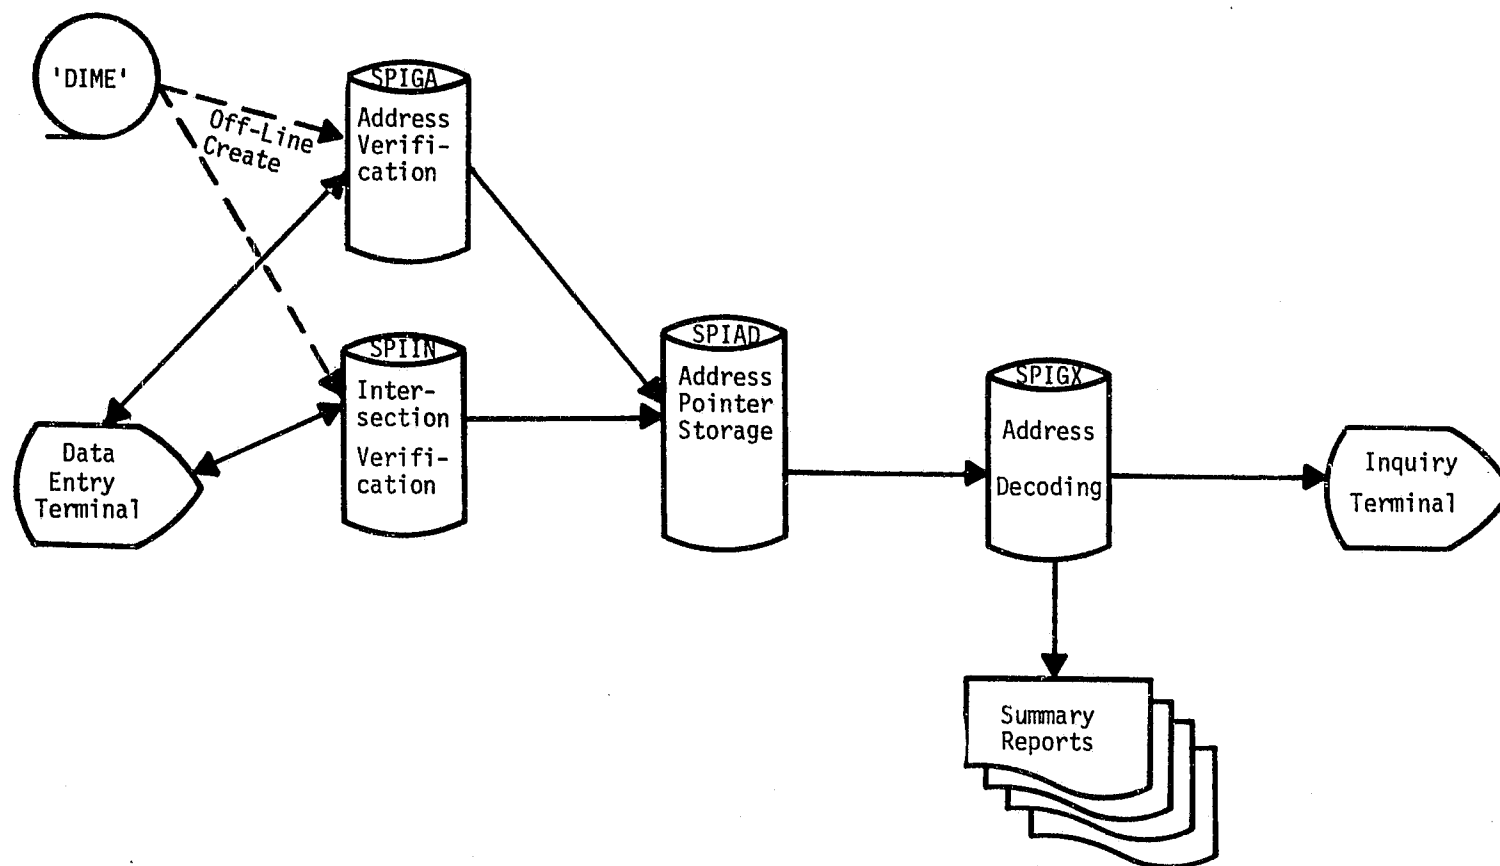 'DIME'
Off-Line
Create
SPIGA
Address
Verifi-
cation
SPIIN
Inter-
section
Verifi-
cation
Data
Entry
Terminal
SPIAD
Address
Pointer
Storage
SPIGX
Address
Decoding
Inquiry
Terminal
Summary
Reports